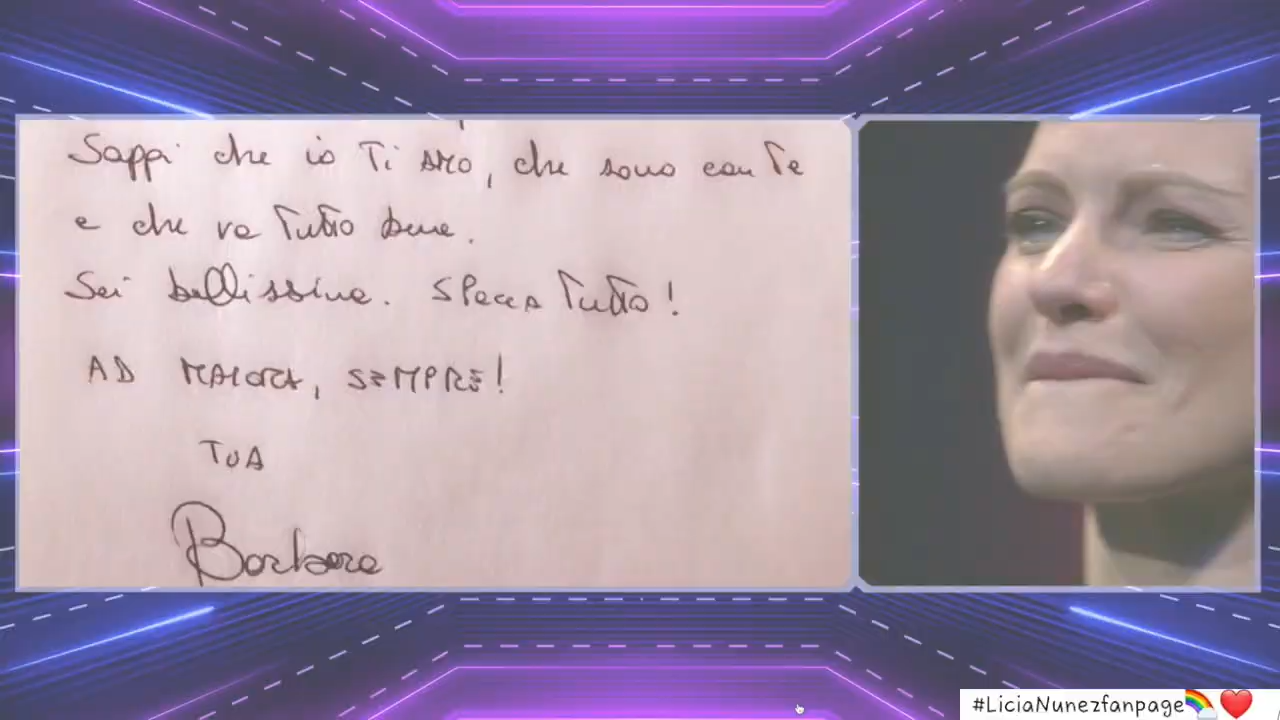 Sappi che io Ti amo, che sono con Te
e che va Tutto bene.
Sei bellissima. SPACCA Tutto!
AD MAIORA, SEMPRE!
TUA
Barbara
#LiciaNunezfanpage🌈❤️